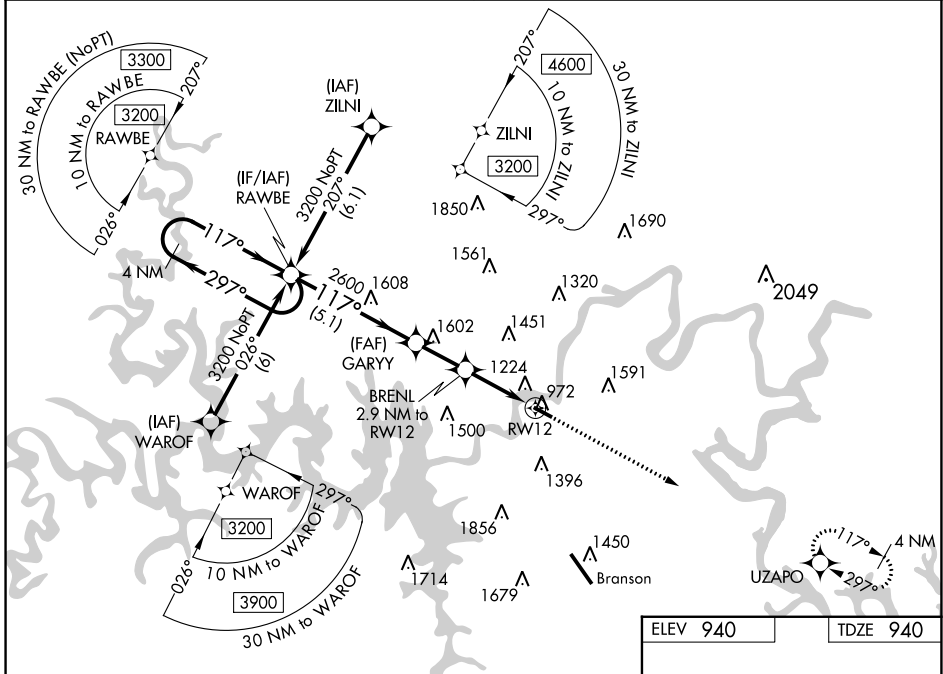 30 NM to RAWBE (NoPT)
3300
207°
10 NM to RAWBE
3200
RAWBE
026°
(IAF)
ZILNI
3200 NoPT
207°
(6.1)
(IF/IAF)
RAWBE
207°
4600
30 NM to ZILNI
10 NM to ZILNI
ZILNI
3200
297°
1850
1690
1561
1320
2049
117°
4 NM
297°
2600
117°
(5.1)
1608
1602
1451
(FAF)
GARYY
3200 NoPT
026°
(6)
BRENL
2.9 NM to
RW12
1224
972
1591
RW12
1500
(IAF)
WAROF
1396
WAROF
297°
3200
10 NM to WAROF
026°
3900
30 NM to WAROF
1856
1714
1679
1450
Branson
117°
4 NM
UZAPO
297°
ELEV 940
TDZE 940